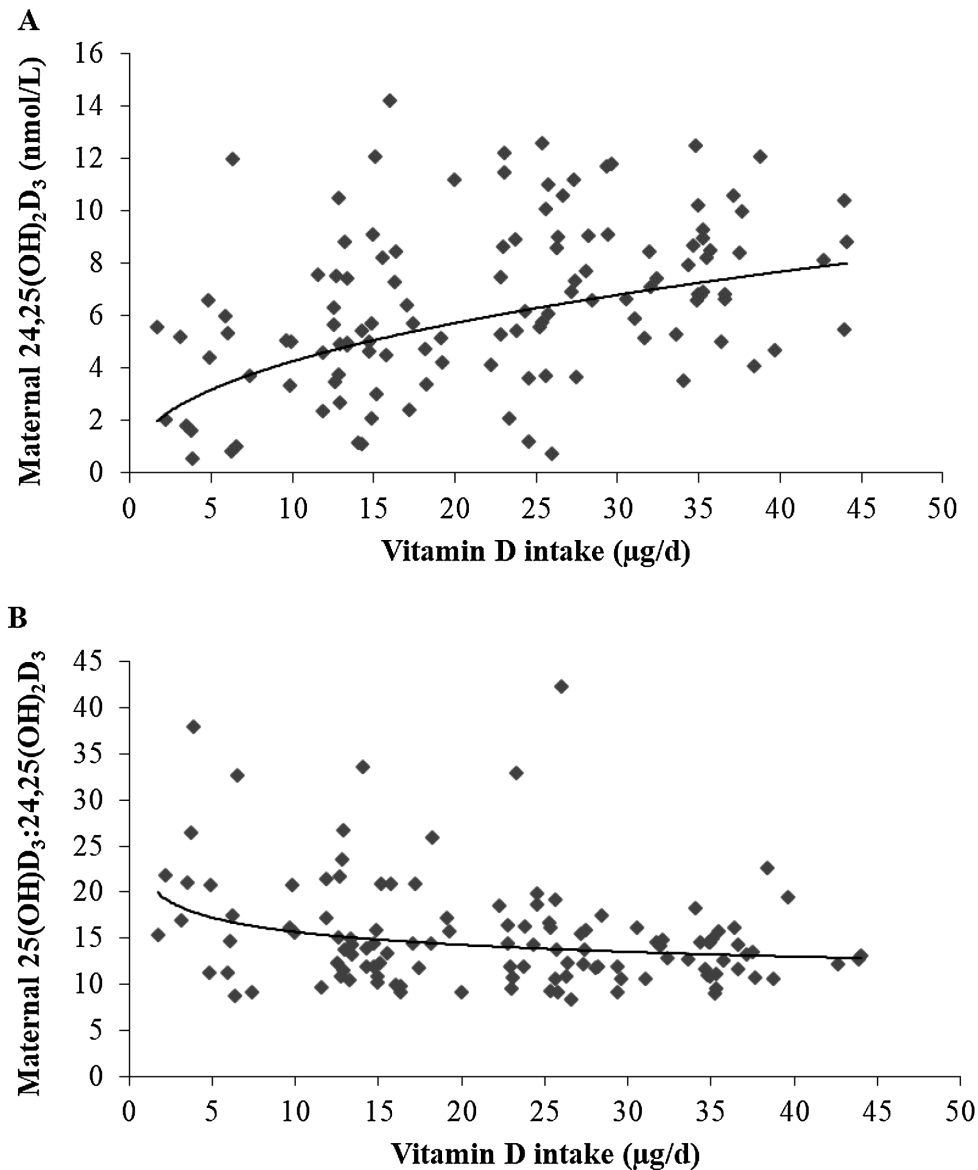 A
Maternal 24,25(OH)₂D₃ (nmol/L)
16
14
12
10
8
6
4
2
0
0 5 10 15 20 25 30 35 40 45 50
Vitamin D intake (µg/d)
B
Maternal 25(OH)D₃:24,25(OH)₂D₃
45
40
35
30
25
20
15
10
5
0
0 5 10 15 20 25 30 35 40 45 50
Vitamin D intake (µg/d)